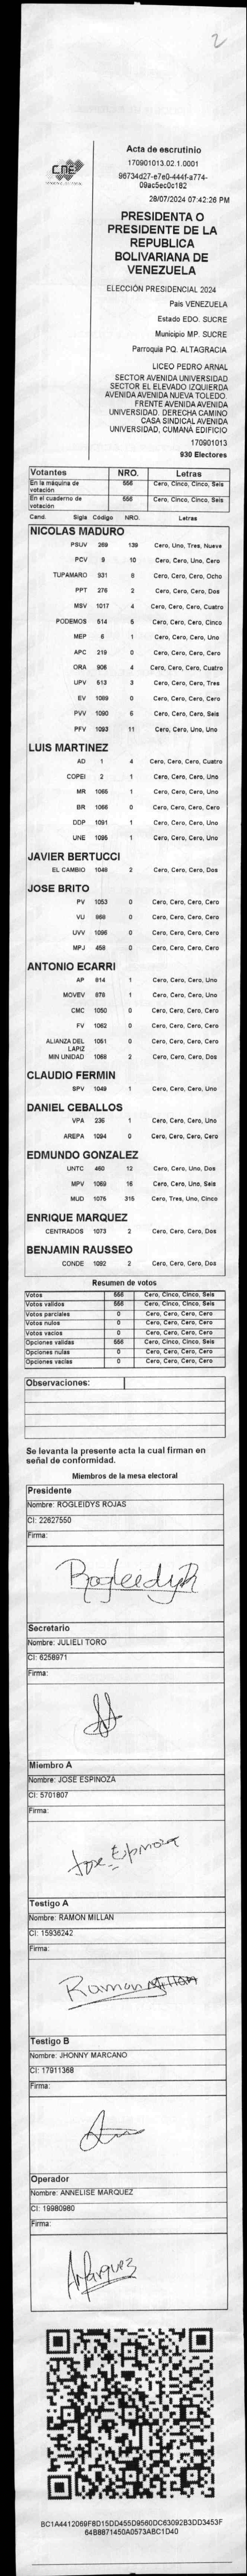 2
CNE
Acta de escrutinio
170901013.02.1.0001
96734d27-e7e0-444f-a774-
09ac5ec0c182
28/07/2024 07:42:26 PM
PRESIDENTA O
PRESIDENTE DE LA
REPUBLICA
BOLIVARIANA DE
VENEZUELA
ELECCIÓN PRESIDENCIAL 2024
País VENEZUELA
Estado EDO. SUCRE
Municipio MP. SUCRE
Parroquia PQ. ALTAGRACIA
LICEO PEDRO ARNAL
SECTOR AVENIDA UNIVERSIDAD
SECTOR EL ELEVADO IZQUIERDA
AVENIDA AVENIDA NUEVA TOLEDO.
FRENTE AVENIDA AVENIDA
UNIVERSIDAD. DERECHA CAMINO
CASA SINDICAL AVENIDA
UNIVERSIDAD, CUMANÁ EDIFICIO
170901013
930 Electores
Votantes NRO. Letras
En la máquina de votación 556 Cero, Cinco, Cinco, Seis
En el cuaderno de votación 556 Cero, Cinco, Cinco, Seis
Cand. Sigla Código NRO. Letras
NICOLAS MADURO
PSUV 269 139 Cero, Uno, Tres, Nueve
PCV 9 10 Cero, Cero, Uno, Cero
TUPAMARO 931 8 Cero, Cero, Cero, Ocho
PPT 276 2 Cero, Cero, Cero, Dos
MSV 1017 4 Cero, Cero, Cero, Cuatro
PODEMOS 514 5 Cero, Cero, Cero, Cinco
MEP 6 1 Cero, Cero, Cero, Uno
APC 219 0 Cero, Cero, Cero, Cero
ORA 906 4 Cero, Cero, Cero, Cuatro
UPV 613 3 Cero, Cero, Cero, Tres
EV 1089 0 Cero, Cero, Cero, Cero
PVV 1090 6 Cero, Cero, Cero, Seis
PFV 1093 11 Cero, Cero, Uno, Uno
LUIS MARTINEZ
AD 1 4 Cero, Cero, Cero, Cuatro
COPEI 2 1 Cero, Cero, Cero, Uno
MR 1065 1 Cero, Cero, Cero, Uno
BR 1066 0 Cero, Cero, Cero, Cero
DDP 1091 1 Cero, Cero, Cero, Uno
UNE 1095 1 Cero, Cero, Cero, Uno
JAVIER BERTUCCI
EL CAMBIO 1048 2 Cero, Cero, Cero, Dos
JOSE BRITO
PV 1053 0 Cero, Cero, Cero, Cero
VU 868 0 Cero, Cero, Cero, Cero
UVV 1096 0 Cero, Cero, Cero, Cero
MPJ 458 0 Cero, Cero, Cero, Cero
ANTONIO ECARRI
AP 814 1 Cero, Cero, Cero, Uno
MOVEV 878 1 Cero, Cero, Cero, Uno
CMC 1050 0 Cero, Cero, Cero, Cero
FV 1062 0 Cero, Cero, Cero, Cero
ALIANZA DEL LAPIZ 1051 0 Cero, Cero, Cero, Cero
MIN UNIDAD 1068 2 Cero, Cero, Cero, Dos
CLAUDIO FERMIN
SPV 1049 1 Cero, Cero, Cero, Uno
DANIEL CEBALLOS
VPA 236 1 Cero, Cero, Cero, Uno
AREPA 1094 0 Cero, Cero, Cero, Cero
EDMUNDO GONZALEZ
UNTC 460 12 Cero, Cero, Uno, Dos
MPV 1069 16 Cero, Cero, Uno, Seis
MUD 1076 315 Cero, Tres, Uno, Cinco
ENRIQUE MARQUEZ
CENTRADOS 1073 2 Cero, Cero, Cero, Dos
BENJAMIN RAUSSEO
CONDE 1092 2 Cero, Cero, Cero, Dos
Resumen de votos
Votos 556 Cero, Cinco, Cinco, Seis
Votos validos 556 Cero, Cinco, Cinco, Seis
Votos parciales 0 Cero, Cero, Cero, Cero
Votos nulos 0 Cero, Cero, Cero, Cero
Votos vacios 0 Cero, Cero, Cero, Cero
Opciones validas 556 Cero, Cinco, Cinco, Seis
Opciones nulas 0 Cero, Cero, Cero, Cero
Opciones vacias 0 Cero, Cero, Cero, Cero
Observaciones:
Se levanta la presente acta la cual firman en
señal de conformidad.
Miembros de la mesa electoral
Presidente
Nombre: ROGLEIDYS ROJAS
CI: 22627550
Firma:
Rogleidys
Secretario
Nombre: JULIELI TORO
CI: 6258971
Firma:
Miembro A
Nombre: JOSE ESPINOZA
CI: 5701807
Firma:
Jose Espinoza
Testigo A
Nombre: RAMON MILLAN
CI: 15936242
Firma:
Ramon Millan
Testigo B
Nombre: JHONNY MARCANO
CI: 17911368
Firma:
Operador
Nombre: ANNELISE MARQUEZ
CI: 19980980
Firma:
AMarquez
BC1A4412069F8D15DD455D9560DC63092B3DD3453F
64B8871450A0573ABC1D40